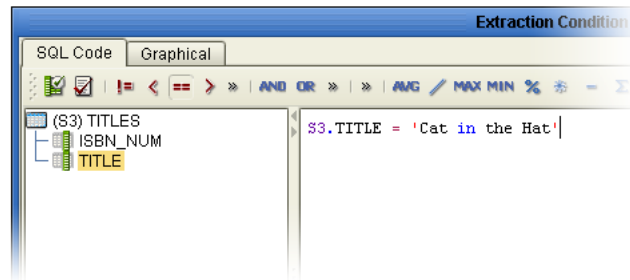 Extraction Condition
SQL Code Graphical
!= < == > » AND OR » » AVG / MAX MIN % * - Σ
(S3) TITLES
ISBN_NUM
TITLE
S3.TITLE = 'Cat in the Hat'